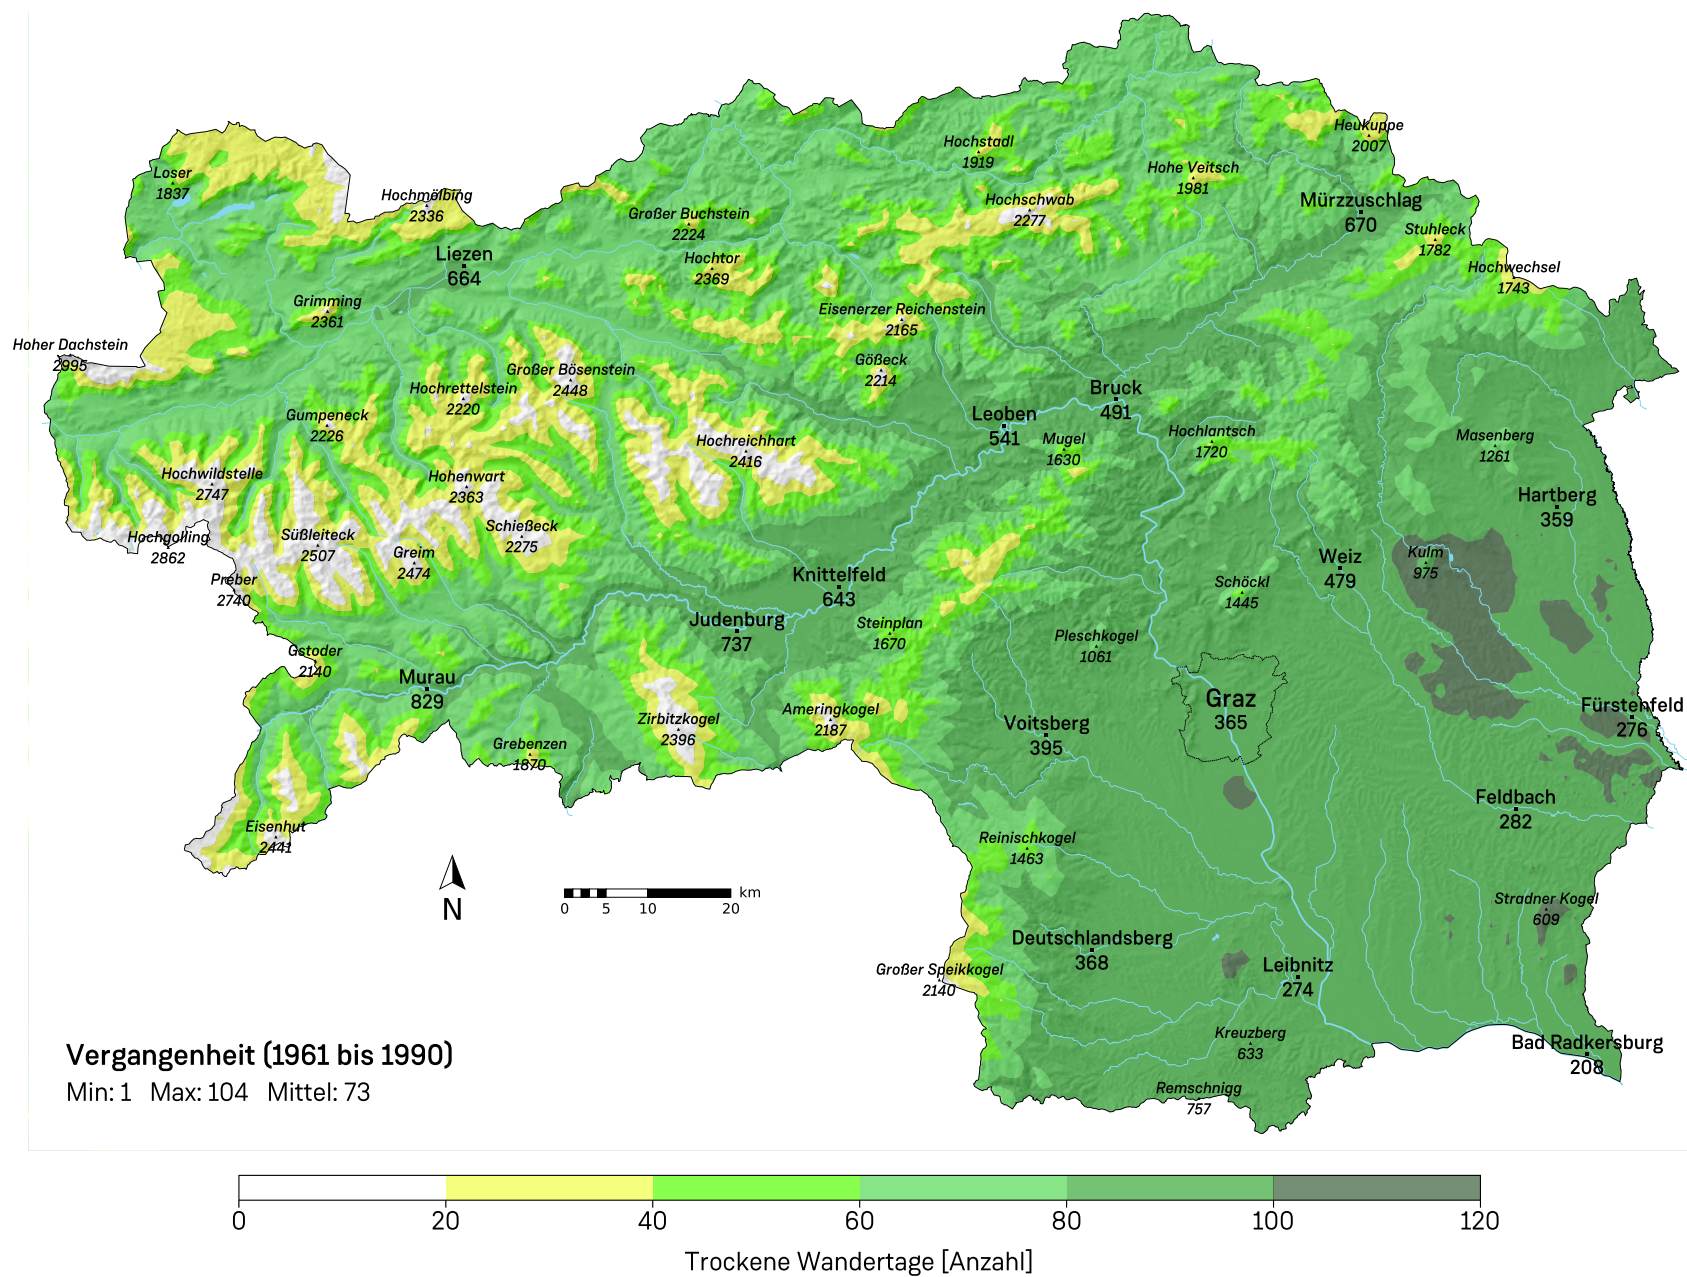 Heukuppe
2007
Hochstadl
1919
Hohe Veitsch
1981
Loser
1837
Hochmölbing
2336
Hochschwab
2277
Mürzzuschlag
670
Großer Buchstein
2224
Stuhleck
1782
Liezen
664
Hochtor
2369
Hochwechsel
1743
Grimming
2361
Eisenerzer Reichenstein
2165
Hoher Dachstein
2995
Gößeck
2214
Großer Bösenstein
2448
Hochrettelstein
2220
Bruck
491
Gumpeneck
2226
Leoben
541
Hochreichhart
2416
Mugel
1630
Hochlantsch
1720
Masenberg
1261
Hochwildstelle
2747
Hohenwart
2363
Hartberg
359
Hochgolling
2862
Süßleiteck
2507
Schießeck
2275
Greim
2474
Weiz
479
Kulm
975
Preber
2740
Knittelfeld
643
Schöckl
1445
Judenburg
737
Steinplan
1670
Pleschkogel
1061
Gstoder
2140
Murau
829
Graz
365
Fürstenfeld
276
Zirbitzkogel
2396
Ameringkogel
2187
Voitsberg
395
Grebenzen
1870
Feldbach
282
Eisenhut
2441
Reinischkogel
1463
N
0 5 10 20 km
Stradner Kogel
609
Deutschlandsberg
368
Großer Speikkogel
2140
Leibnitz
274
Kreuzberg
633
Bad Radkersburg
208
Remschnigg
757
Vergangenheit (1961 bis 1990)
Min: 1 Max: 104 Mittel: 73
0 20 40 60 80 100 120
Trockene Wandertage [Anzahl]